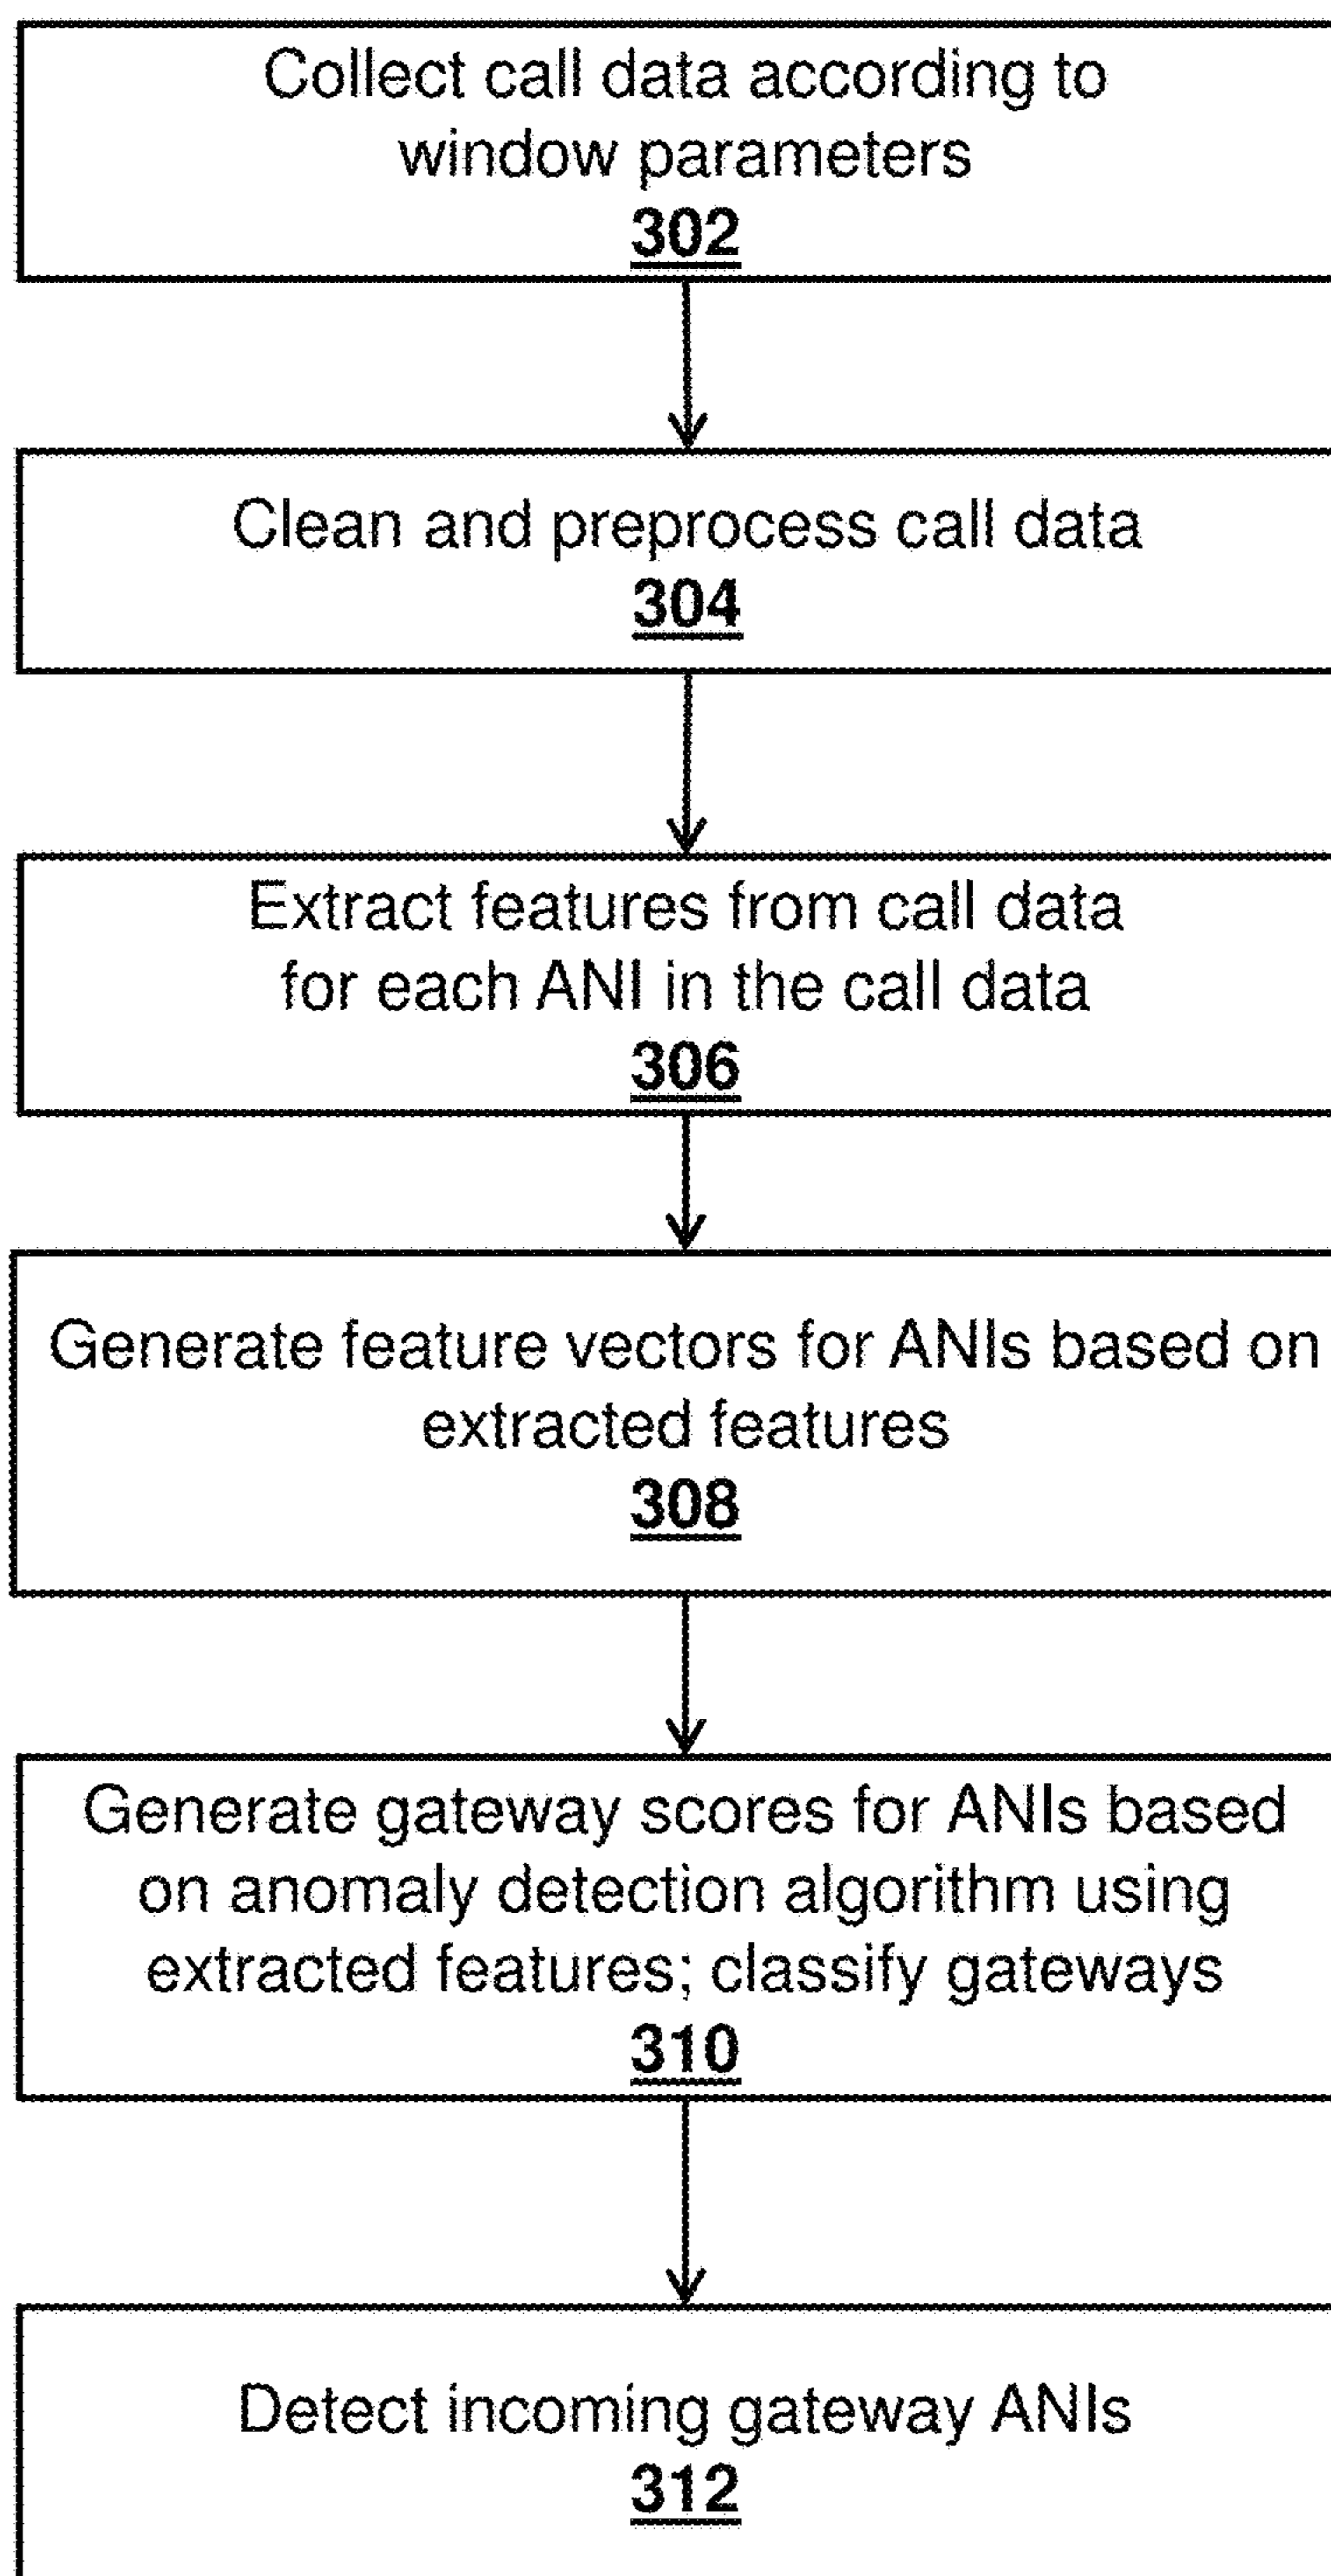 Collect call data according to
window parameters
302
Clean and preprocess call data
304
Extract features from call data
for each ANI in the call data
306
Generate feature vectors for ANIs based on
extracted features
308
Generate gateway scores for ANIs based
on anomaly detection algorithm using
extracted features; classify gateways
310
Detect incoming gateway ANIs
312